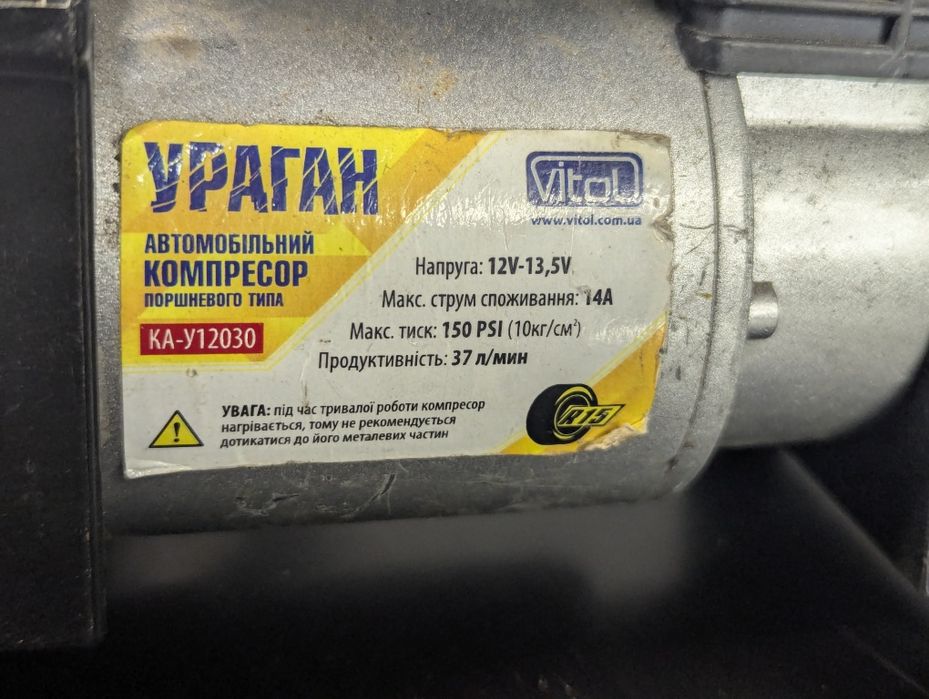 УРАГАН
АВТОМОБІЛЬНИЙ
КОМПРЕСОР
ПОРШНЕВОГО ТИПА
КА-У12030
Vitol
www.vitol.com.ua
Напруга: 12V-13,5V
Макс. струм споживання: 14А
Макс. тиск: 150 PSI (10кг/см²)
Продуктивність: 37 л/мин
УВАГА: під час тривалої роботи компресор
нагрівається, тому не рекомендується
дотикатися до його металевих частин
R15